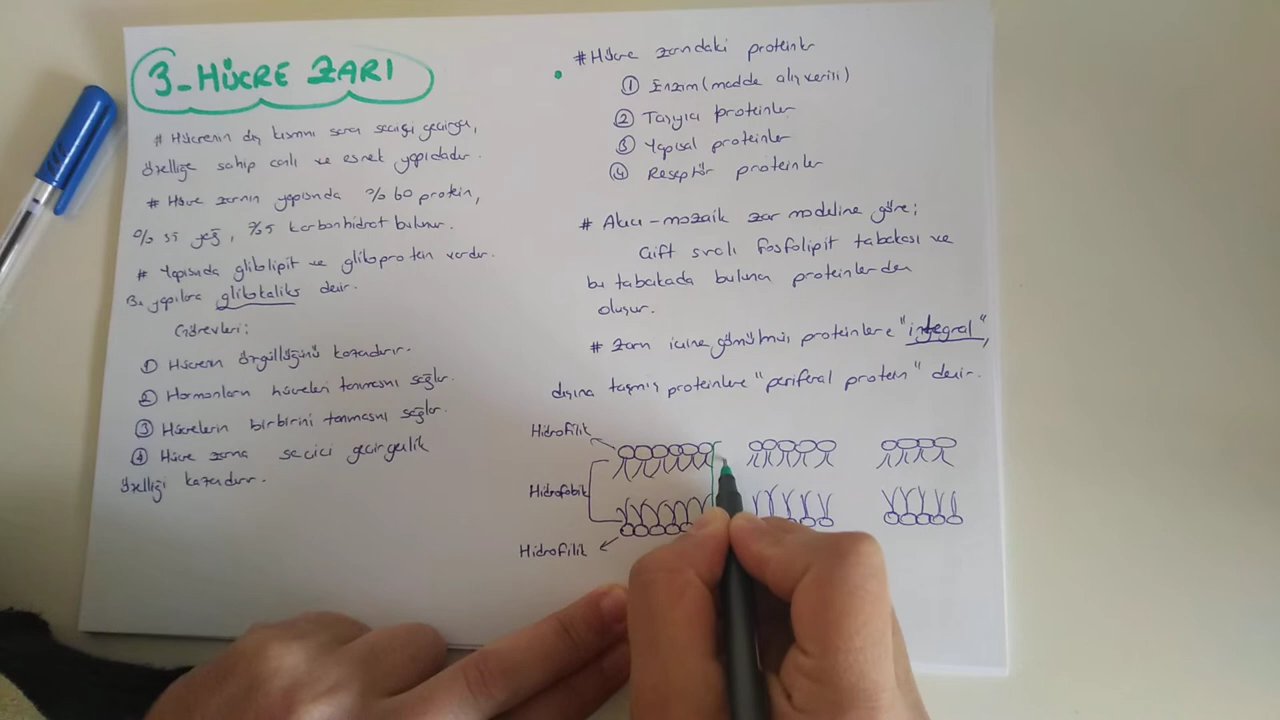 3-HÜCRE ZARI
# Hücrenin dış kısmını saran seçici geçirgen,
özelliğe sahip canlı ve esnek yapıdadır.
# Hücre zarının yapısında % 60 protein,
% 35 yağ, %5 karbonhidrat bulunur.
# Yapısında glikolipit ve glikoprotein vardır.
Bu yapılara glikokaliks denir.
Görevleri:
① Hücrenin özgüllüğünü kazandırır.
② Hormonların hücreleri tanımasını sağlar.
③ Hücrelerin birbirini tanımasını sağlar.
④ Hücre zarına seçici geçirgenlik
özelliği kazandırır.
# Hücre zarındaki proteinler
① Enzim (madde alış verişi)
② Taşıyıcı proteinler
③ Yapısal proteinler
④ Reseptör proteinler
# Akıcı-mozaik zar modeline göre;
Çift sıralı fosfolipit tabakası ve
bu tabakada bulunan proteinlerden
oluşur.
# Zarın içine gömülmüş proteinlere "integral",
dışına taşmış proteinlere "periferal protein" denir.
Hidrofilik
Hidrofobik
Hidrofilik